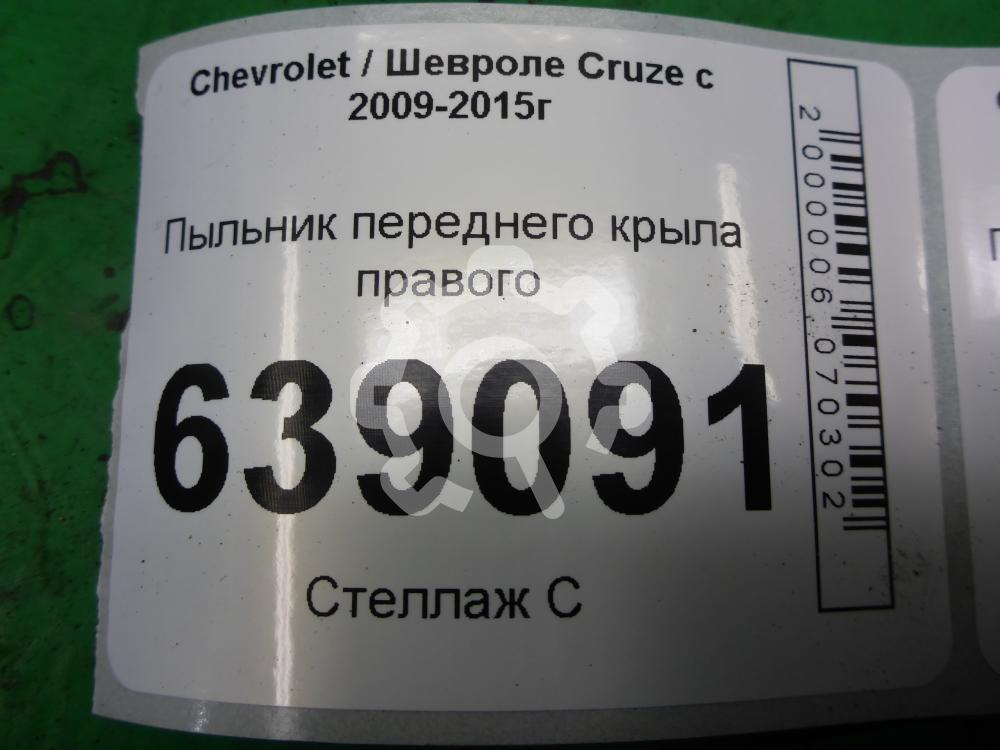 Chevrolet / Шевроле Cruze с
2009-2015г
Пыльник переднего крыла
правого
639091
Стеллаж С
2000006070302